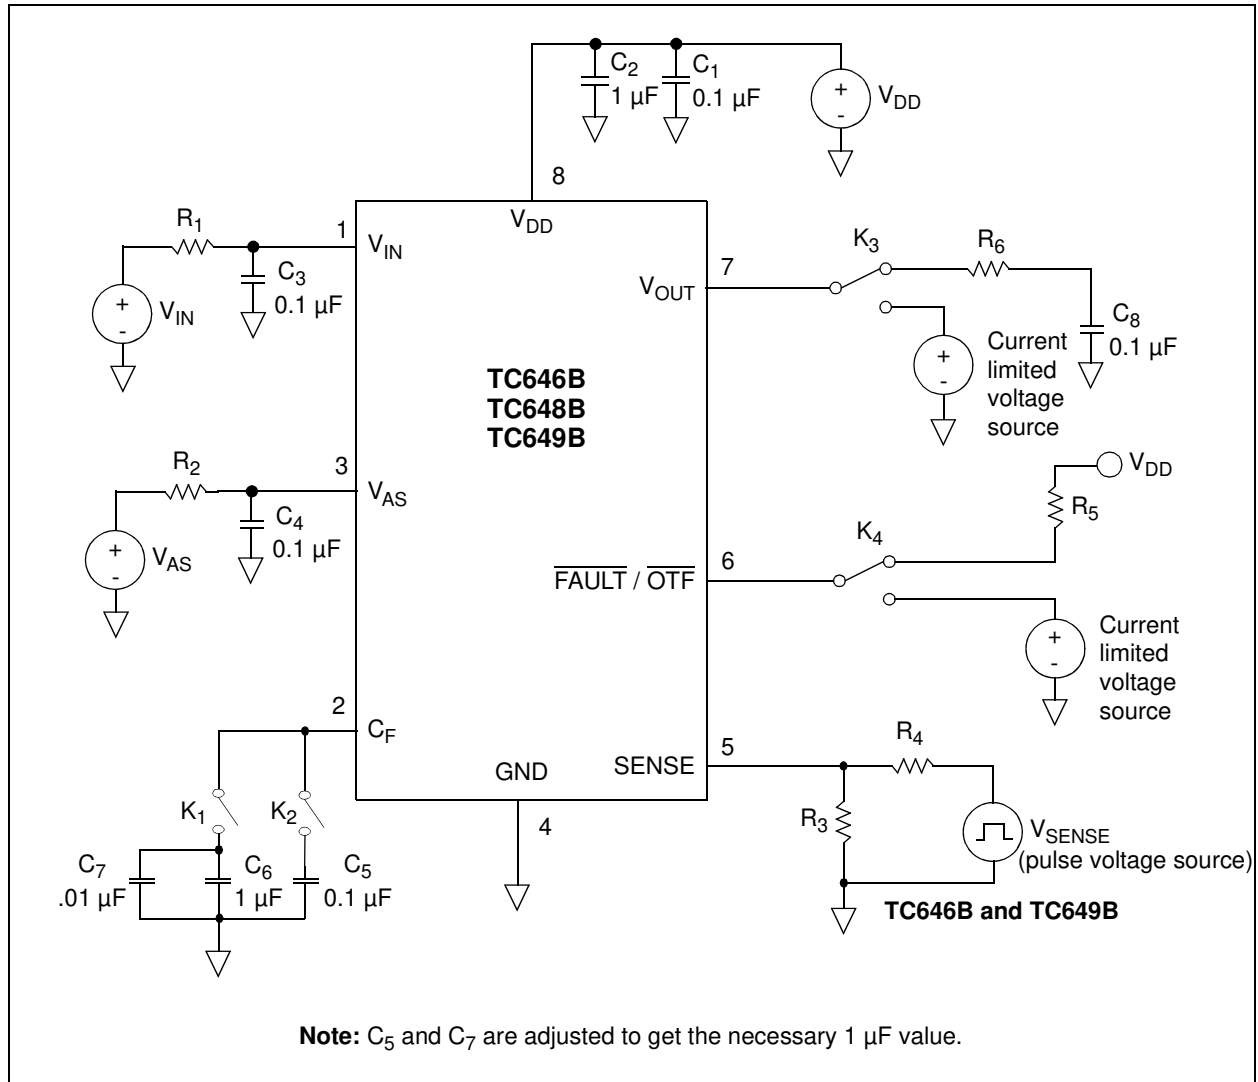 C2
1 µF
C1
0.1 µF
+
-
VDD
8
VDD
R1
1
VIN
C3
0.1 µF
+
-
VIN
7
VOUT
K3
R6
C8
0.1 µF
+
-
Current
limited
voltage
source
TC646B
TC648B
TC649B
R2
3
VAS
C4
0.1 µF
+
-
VAS
VDD
R5
K4
6
FAULT / OTF
+
-
Current
limited
voltage
source
2
CF
K1
K2
C7
.01 µF
C6
1 µF
C5
0.1 µF
GND
4
SENSE
5
R4
R3
VSENSE
(pulse voltage source)
TC646B and TC649B
Note: C5 and C7 are adjusted to get the necessary 1 µF value.